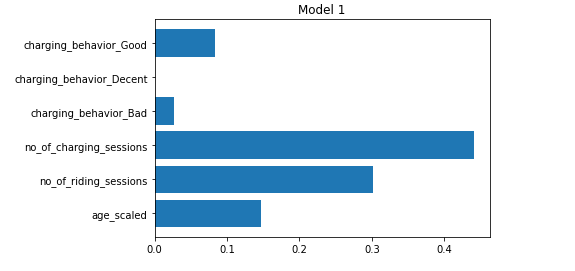 Model 1
charging_behavior_Good
charging_behavior_Decent
charging_behavior_Bad
no_of_charging_sessions
no_of_riding_sessions
age_scaled
0.0 0.1 0.2 0.3 0.4